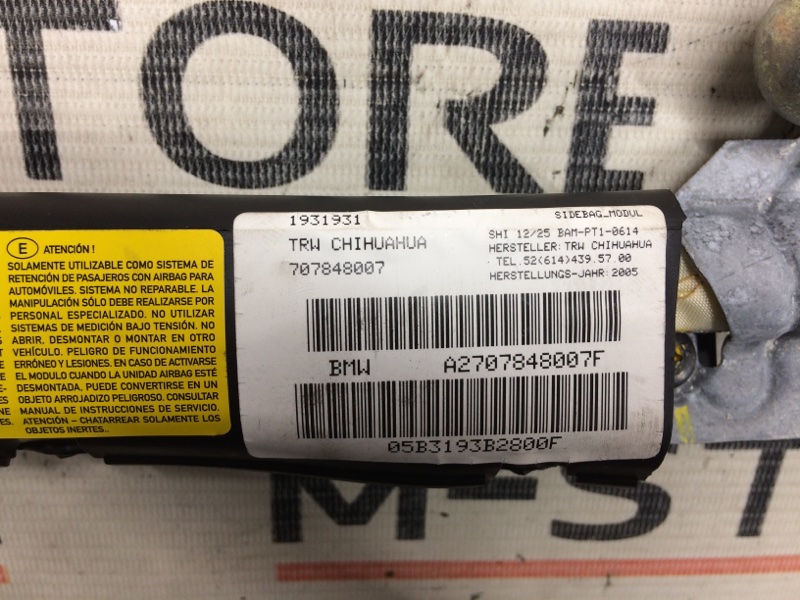 TORE
E ATENCIÓN !
SOLAMENTE UTILIZABLE COMO SISTEMA DE
RETENCIÓN DE PASAJEROS CON AIRBAG PARA
AUTOMÓVILES. SISTEMA NO REPARABLE. LA
MANIPULACIÓN SÓLO DEBE REALIZARSE POR
PERSONAL ESPECIALIZADO. NO UTILIZAR
SISTEMAS DE MEDICIÓN BAJO TENSIÓN. NO
ABRIR. DESMONTAR O MONTAR EN OTRO
VEHÍCULO. PELIGRO DE FUNCIONAMIENTO
ERRÓNEO Y LESIONES. EN CASO DE ACTIVARSE
EL MODULO CUANDO LA UNIDAD AIRBAG ESTÉ
DESMONTADA, PUEDE CONVERTIRSE EN UN
OBJETO ARROJADIZO PELIGROSO. CONSULTAR
MANUAL DE INSTRUCCIONES DE SERVICIO.
ATENCIÓN – CHATARREAR SOLAMENTE LOS
OBJETOS INERTES..
1931931
TRW CHIHUAHUA
707848007
SIDEBAG_MODUL
SHI 12/25 BAM-PT1-0614
HERSTELLER: TRW CHIHUAHUA
TEL.52(614)439.57.00
HERSTELLUNGS-JAHR:2005
BMW A2707848007F
05B3193B2800F
M-ST